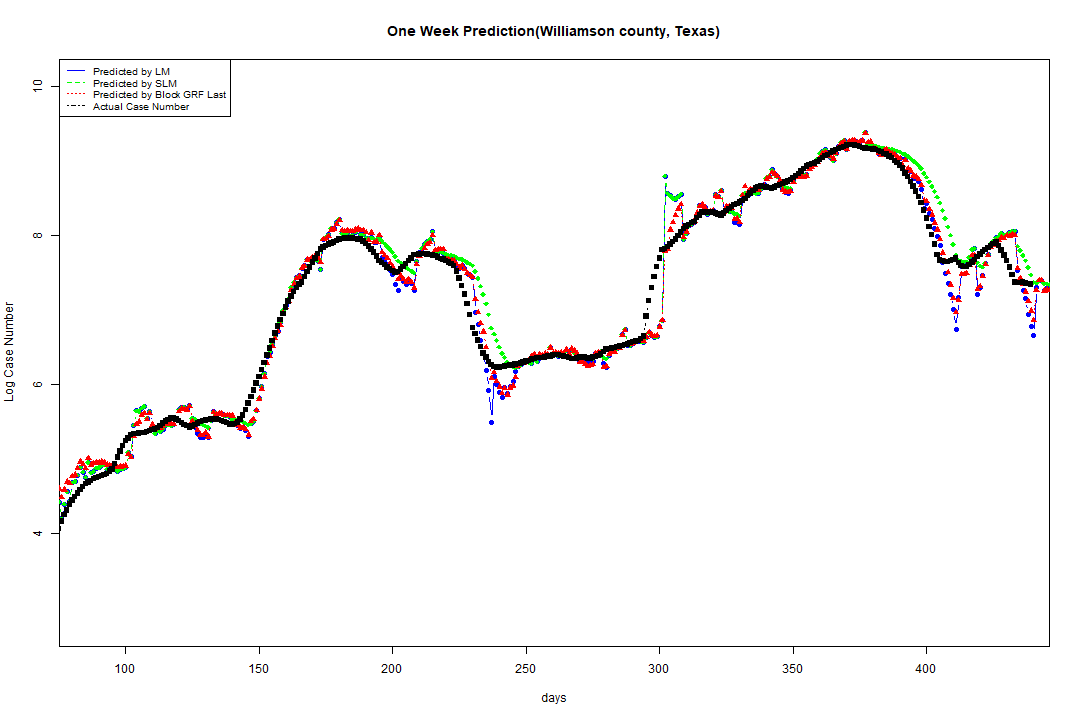 One Week Prediction(Williamson county, Texas)
Predicted by LM
Predicted by SLM
Predicted by Block GRF Last
Actual Case Number
10
8
6
4
Log Case Number
100 150 200 250 300 350 400
days